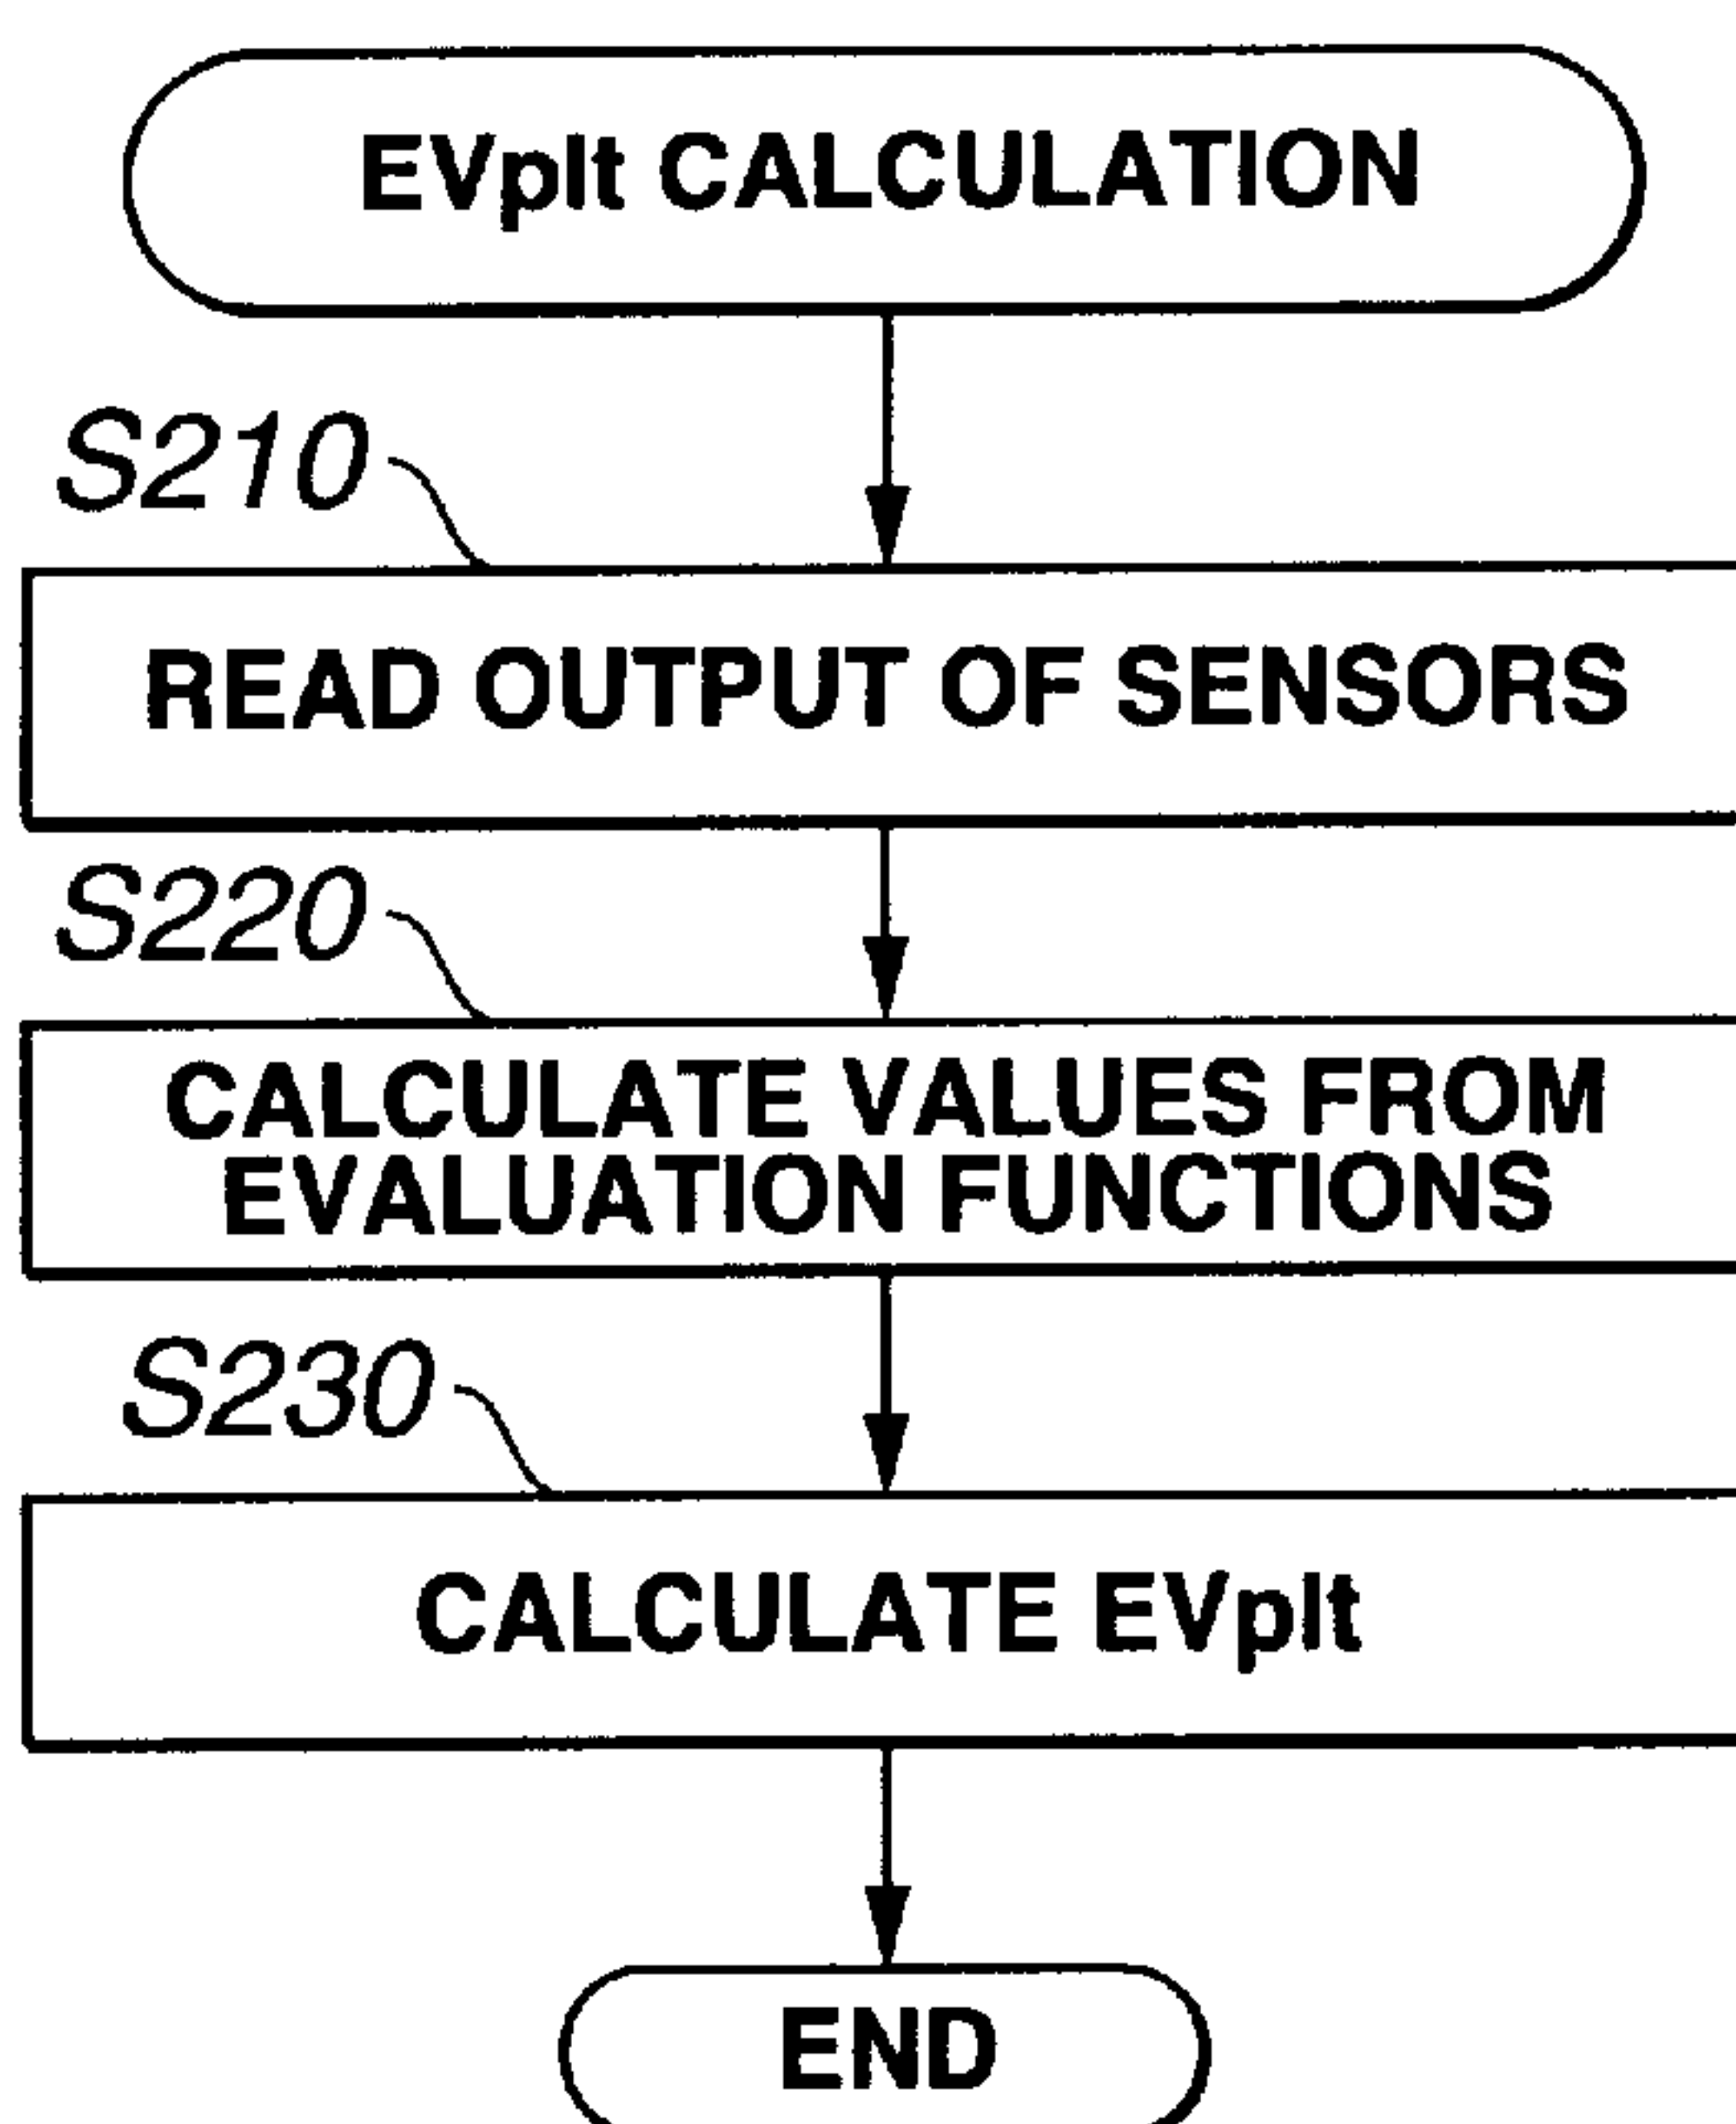 EVplt CALCULATION
S210
READ OUTPUT OF SENSORS
S220
CALCULATE VALUES FROM
EVALUATION FUNCTIONS
S230
CALCULATE EVplt
END